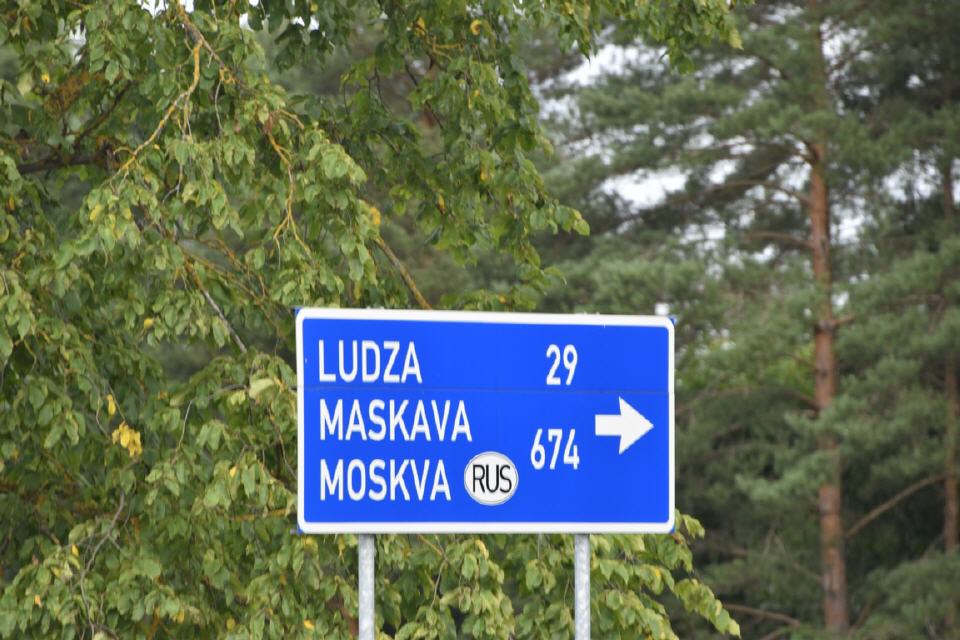 LUDZA 29
MASKAVA
674
MOSKVA RUS